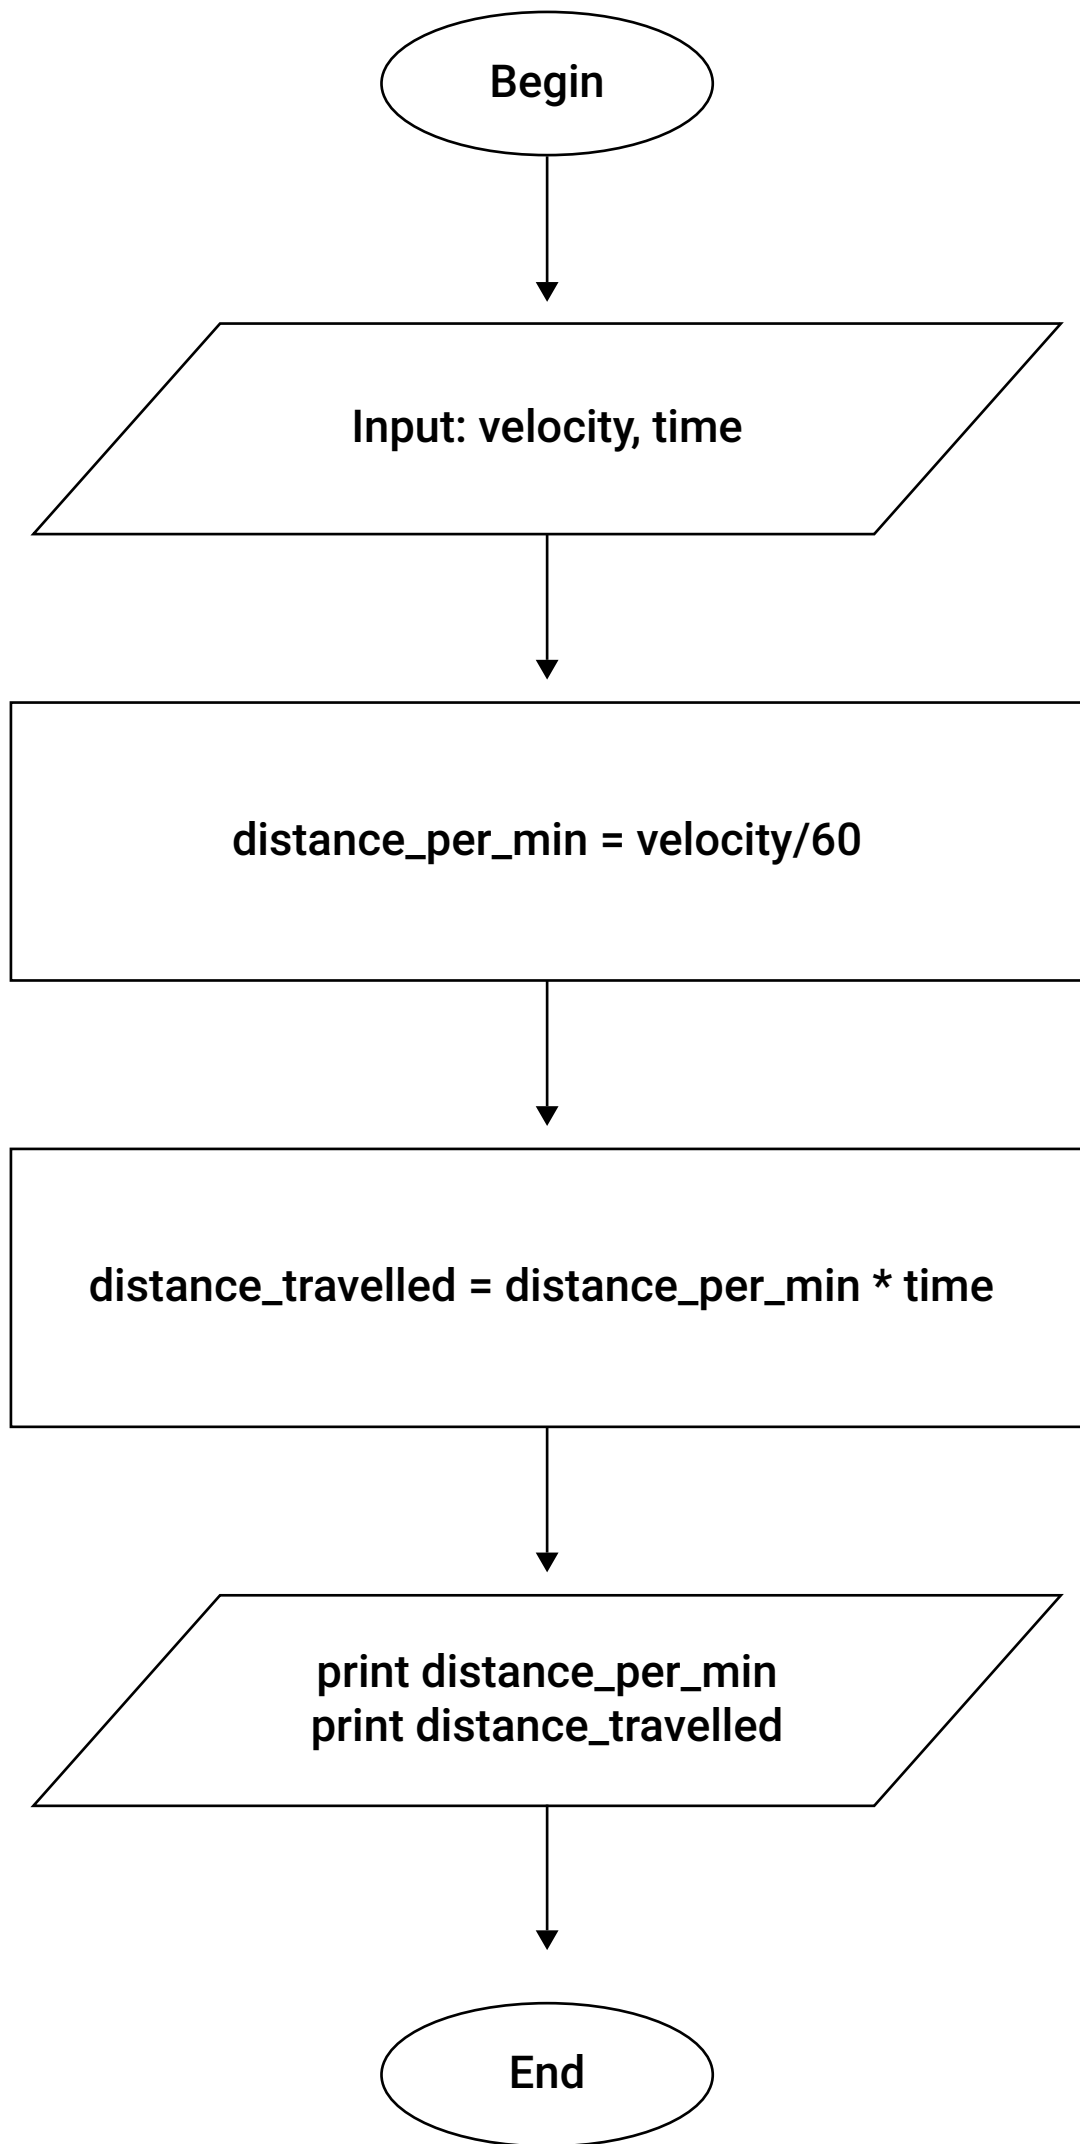 Begin
Input: velocity, time
distance_per_min = velocity/60
distance_travelled = distance_per_min * time
print distance_per_min
print distance_travelled
End